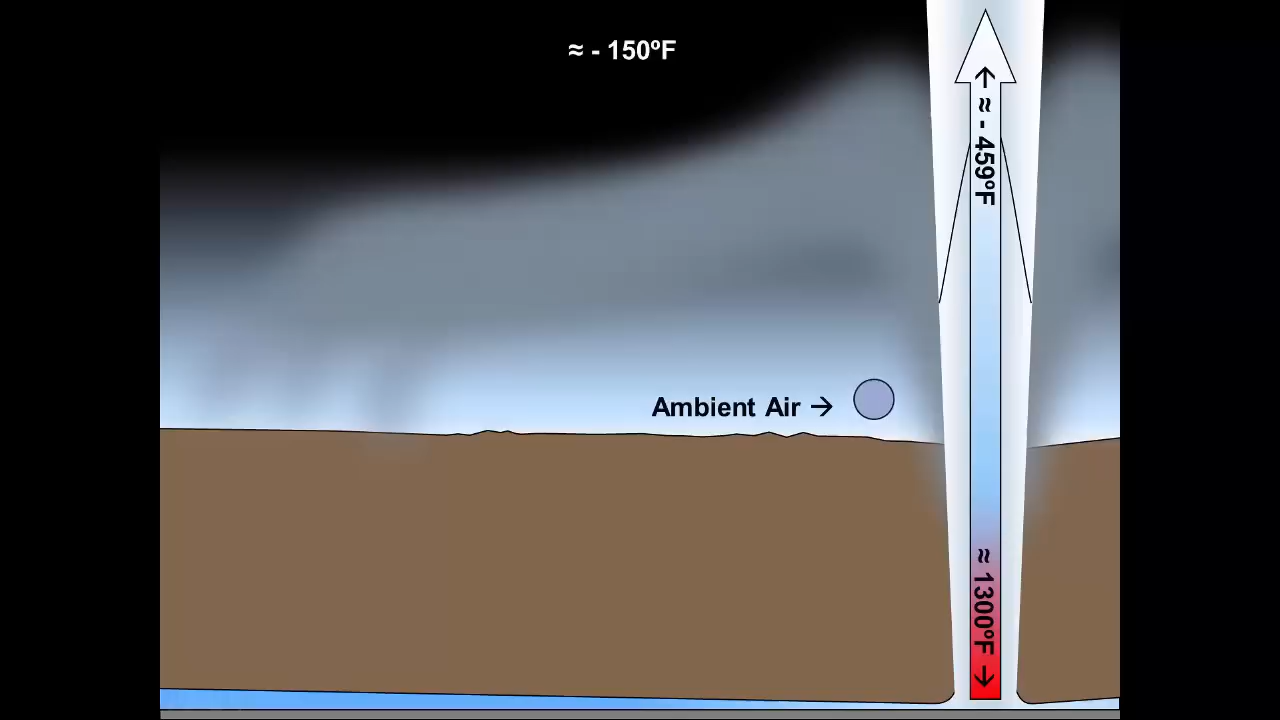 ≈ - 150ºF
← ≈ - 459ºF
Ambient Air →
≈ 1300ºF →